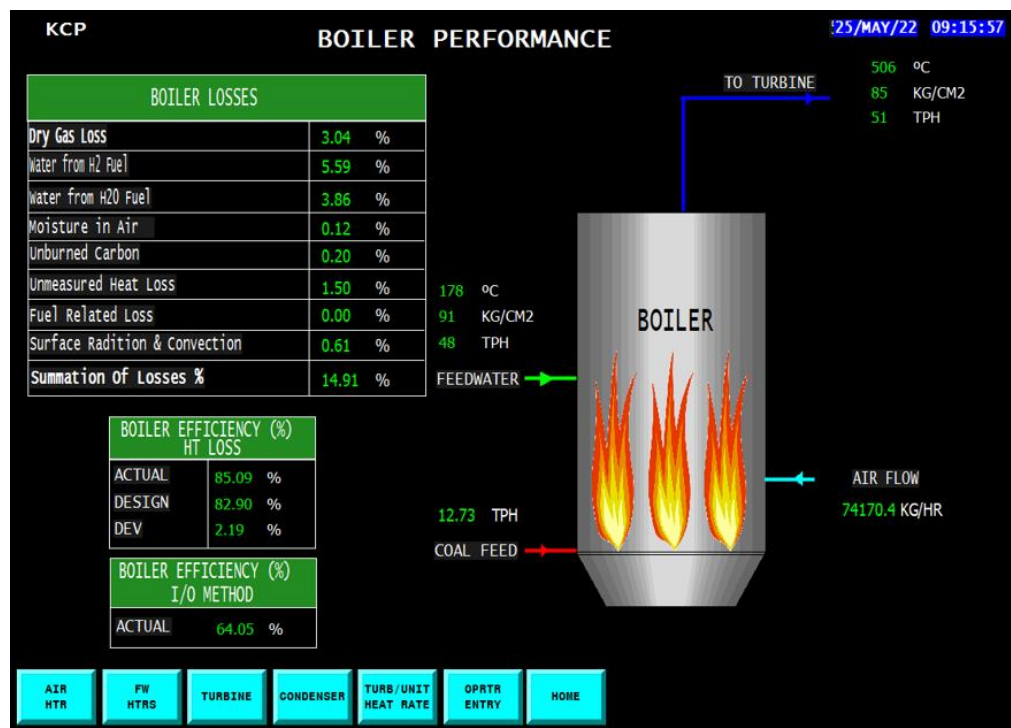 KCP
BOILER PERFORMANCE
25/MAY/22 09:15:57
506 ºC
TO TURBINE
85 KG/CM2
51 TPH
BOILER LOSSES
Dry Gas Loss 3.04 %
Water from H2 Fuel 5.59 %
Water from H2O Fuel 3.86 %
Moisture in Air 0.12 %
Unburned Carbon 0.20 %
Unmeasured Heat Loss 1.50 %
Fuel Related Loss 0.00 %
Surface Radition & Convection 0.61 %
Summation Of Losses % 14.91 %
178 ºC
91 KG/CM2
48 TPH
FEEDWATER
BOILER
BOILER EFFICIENCY (%)
HT LOSS
ACTUAL 85.09 %
DESIGN 82.90 %
DEV 2.19 %
AIR FLOW
74170.4 KG/HR
12.73 TPH
COAL FEED
BOILER EFFICIENCY (%)
I/O METHOD
ACTUAL 64.05 %
AIR
HTR
FW
HTRS
TURBINE
CONDENSER
TURB/UNIT
HEAT RATE
OPRTR
ENTRY
HOME